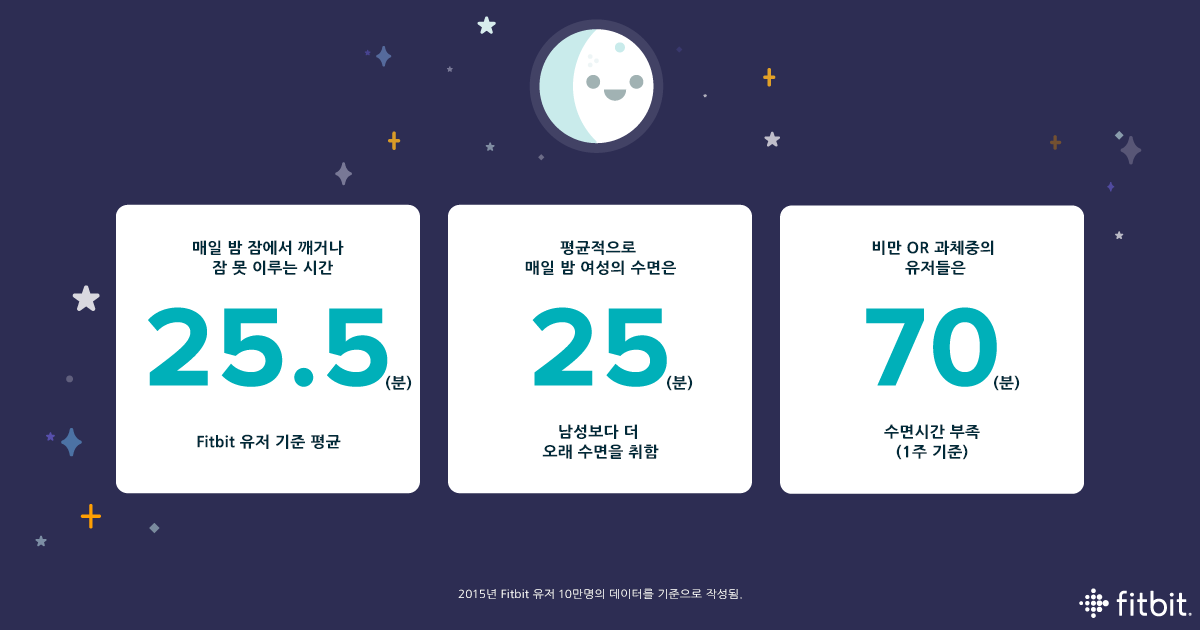 매일 밤 잠에서 깨거나
잠 못 이루는 시간
25.5(분)
Fitbit 유저 기준 평균
평균적으로
매일 밤 여성의 수면은
25(분)
남성보다 더
오래 수면을 취함
비만 OR 과체중의
유저들은
70(분)
수면시간 부족
(1주 기준)
2015년 Fitbit 유저 10만명의 데이터를 기준으로 작성됨.
fitbit.